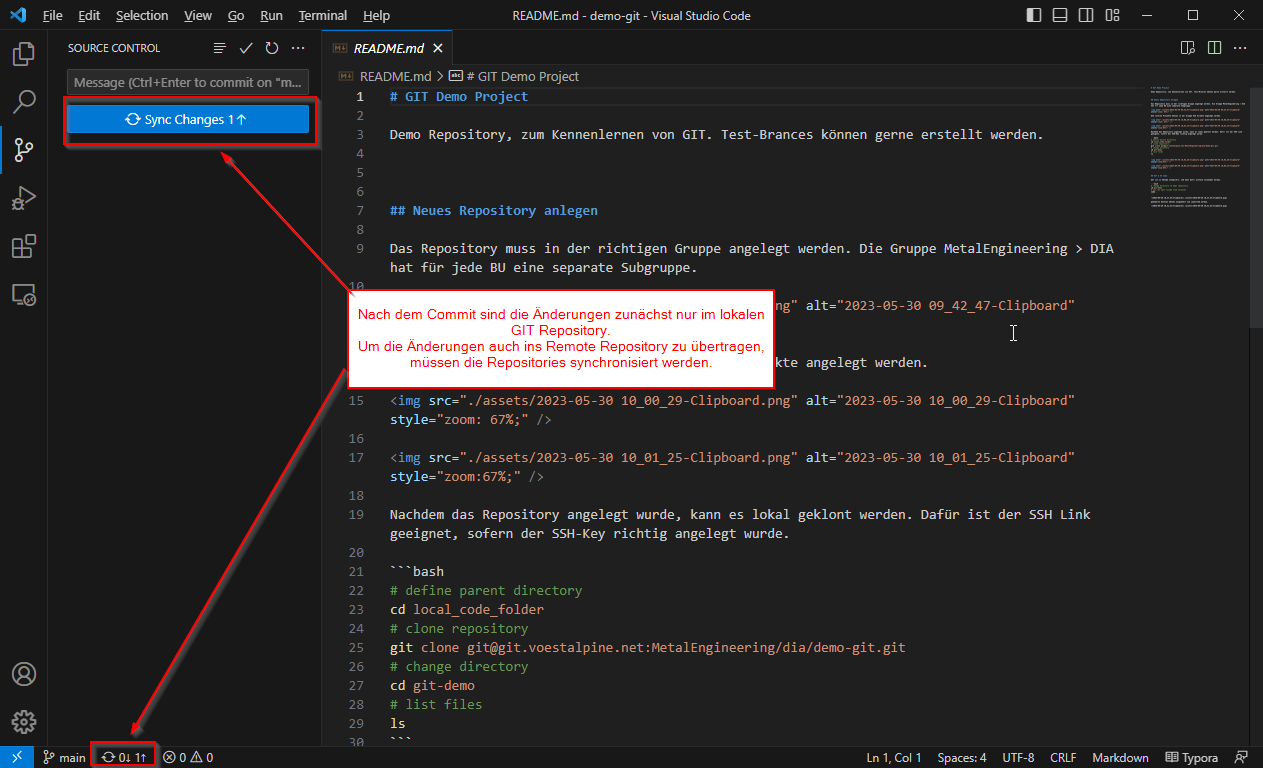 File Edit Selection View Go Run Terminal Help README.md - demo-git - Visual Studio Code
SOURCE CONTROL
Message (Ctrl+Enter to commit on "m...
Sync Changes 1↑
README.md
README.md > # GIT Demo Project
1 # GIT Demo Project
2
3 Demo Repository, zum Kennenlernen von GIT. Test-Brances können gerne erstellt werden.
4
5
6
7 ## Neues Repository anlegen
8
9 Das Repository muss in der richtigen Gruppe angelegt werden. Die Gruppe MetalEngineering > DIA
hat für jede BU eine separate Subgruppe.
10
ng" alt="2023-05-30 09_42_47-Clipboard"
Nach dem Commit sind die Änderungen zunächst nur im lokalen
GIT Repository.
Um die Änderungen auch ins Remote Repository zu übertragen,
müssen die Repositories synchronisiert werden.
kte angelegt werden.
15 <img src="./assets/2023-05-30 10_00_29-Clipboard.png" alt="2023-05-30 10_00_29-Clipboard"
style="zoom: 67%;" />
16
17 <img src="./assets/2023-05-30 10_01_25-Clipboard.png" alt="2023-05-30 10_01_25-Clipboard"
style="zoom:67%;" />
18
19 Nachdem das Repository angelegt wurde, kann es lokal geklont werden. Dafür ist der SSH Link
geeignet, sofern der SSH-Key richtig angelegt wurde.
20
21 ```bash
22 # define parent directory
23 cd local_code_folder
24 # clone repository
25 git clone git@git.voestalpine.net:MetalEngineering/dia/demo-git.git
26 # change directory
27 cd git-demo
28 # list files
29 ls
30 ```
main 0↓ 1↑ 0 0 Ln 1, Col 1 Spaces: 4 UTF-8 CRLF Markdown Typora